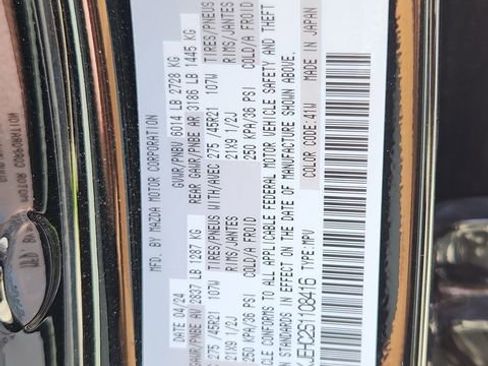 MFD. BY MAZDA MOTOR CORPORATION
DATE 04/24 GVWR/PNBV 6014 LB 2728 KG
GAWR/PNBE AV 2837 LB 1287 KG REAR GAWR/PNBE AR 3186 LB 1445 KG
TIRES/PNEUS WITH/AVEC 275 /45R21 107W TIRES/PNEUS
275 /45R21 107W
RIMS/JANTES 21X9 1/2J RIMS/JANTES
21X9 1/2J
COLD/A FROID 250 KPA/36 PSI COLD/A FROID
250 KPA/36 PSI
CLE CONFORMS TO ALL APPLICABLE FEDERAL MOTOR VEHICLE SAFETY AND THEFT
STANDARDS IN EFFECT ON THE DATE OF MANUFACTURE SHOWN ABOVE.
JEHC2S1108416 TYPE:MPV COLOR CODE:41W MADE IN JAPAN